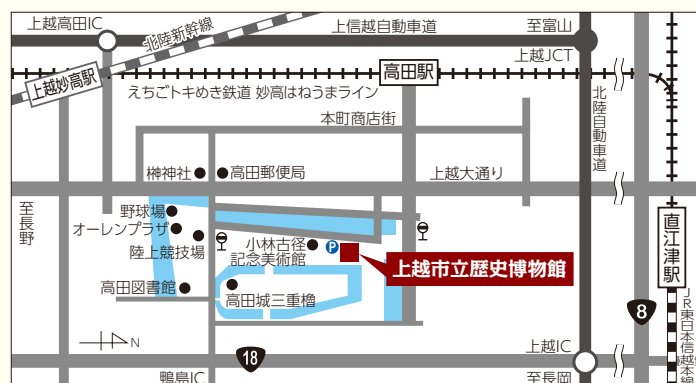 上越高田IC
北陸新幹線
上信越自動車道
至富山
上越JCT
上越妙高駅
高田駅
えちごトキめき鉄道 妙高はねうまライン
北陸自動車道
本町商店街
榊神社
高田郵便局
上越大通り
至長野
野球場
オーレンプラザ
陸上競技場
小林古径
記念美術館
P
上越市立歴史博物館
直江津駅
高田図書館
高田城三重櫓
JR東日本信越本線
8
N
18
上越IC
鴨島IC
至長岡